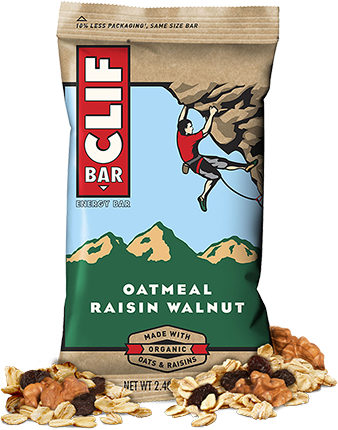 10% LESS PACKAGING¹, SAME SIZE BAR
CLIF
BAR
ENERGY BAR
OATMEAL
RAISIN WALNUT
MADE WITH
ORGANIC
OATS & RAISINS
NET WT 2.4